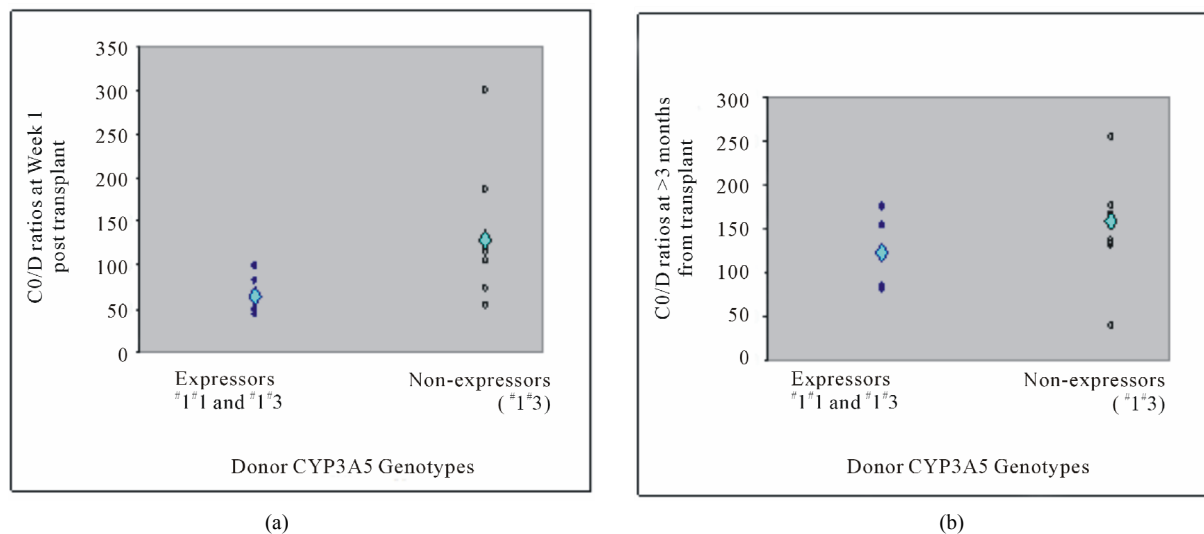 C0/D ratios at Week 1
post transplant
350
300
250
200
150
100
50
0
Expressors
#1#1 and #1#3
Non-expressors
( #1#3)
Donor CYP3A5 Genotypes
(a)
C0/D ratios at >3 months
from transplant
300
250
200
150
100
50
0
Expressors
#1#1 and #1#3
Non-expressors
( #1#3)
Donor CYP3A5 Genotypes
(b)